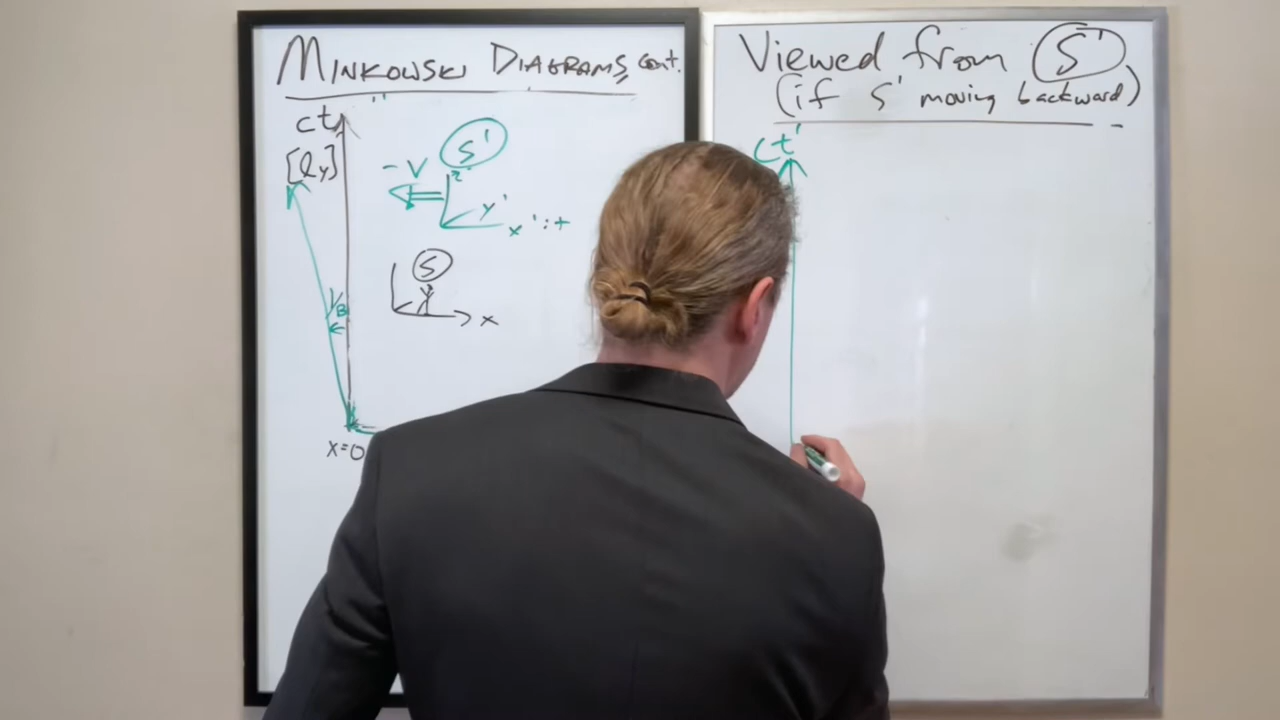 MINKOWSKI DIAGRAMS cont.
ct
[ly]
S'
-v
y'
x':+
S
y
x
x=0
Viewed from S'
(if S' moving backward)
ct'